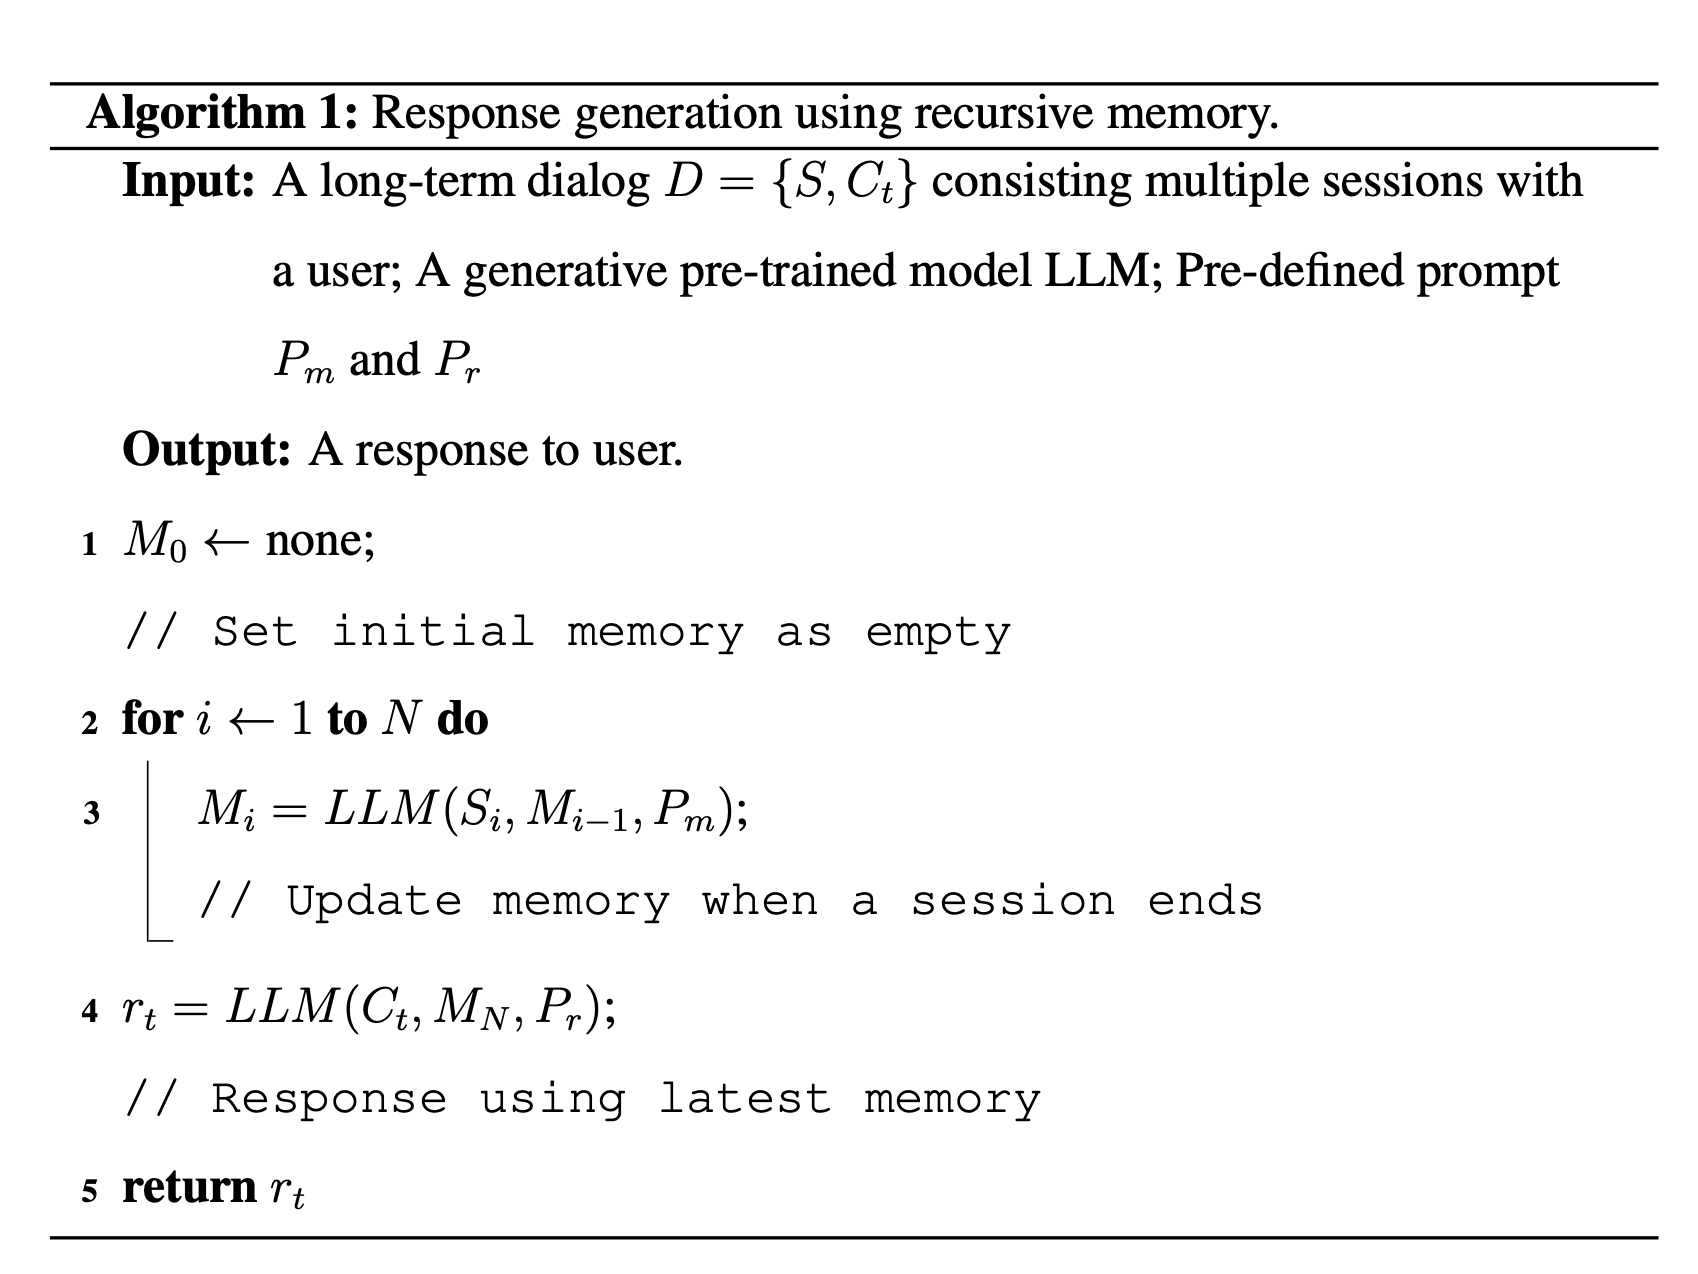 Algorithm 1: Response generation using recursive memory.
Input: A long-term dialog D = {S, C_t} consisting multiple sessions with
a user; A generative pre-trained model LLM; Pre-defined prompt
P_m and P_r
Output: A response to user.
1 M_0 ← none;
// Set initial memory as empty
2 for i ← 1 to N do
3 M_i = LLM(S_i, M_{i−1}, P_m);
// Update memory when a session ends
4 r_t = LLM(C_t, M_N, P_r);
// Response using latest memory
5 return r_t